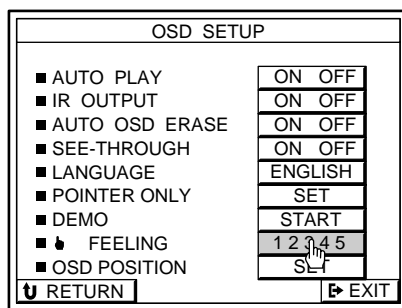 OSD SETUP
AUTO PLAY ON OFF
IR OUTPUT ON OFF
AUTO OSD ERASE ON OFF
SEE-THROUGH ON OFF
LANGUAGE ENGLISH
POINTER ONLY SET
DEMO START
FEELING 1 2 3 4 5
OSD POSITION SET
RETURN EXIT